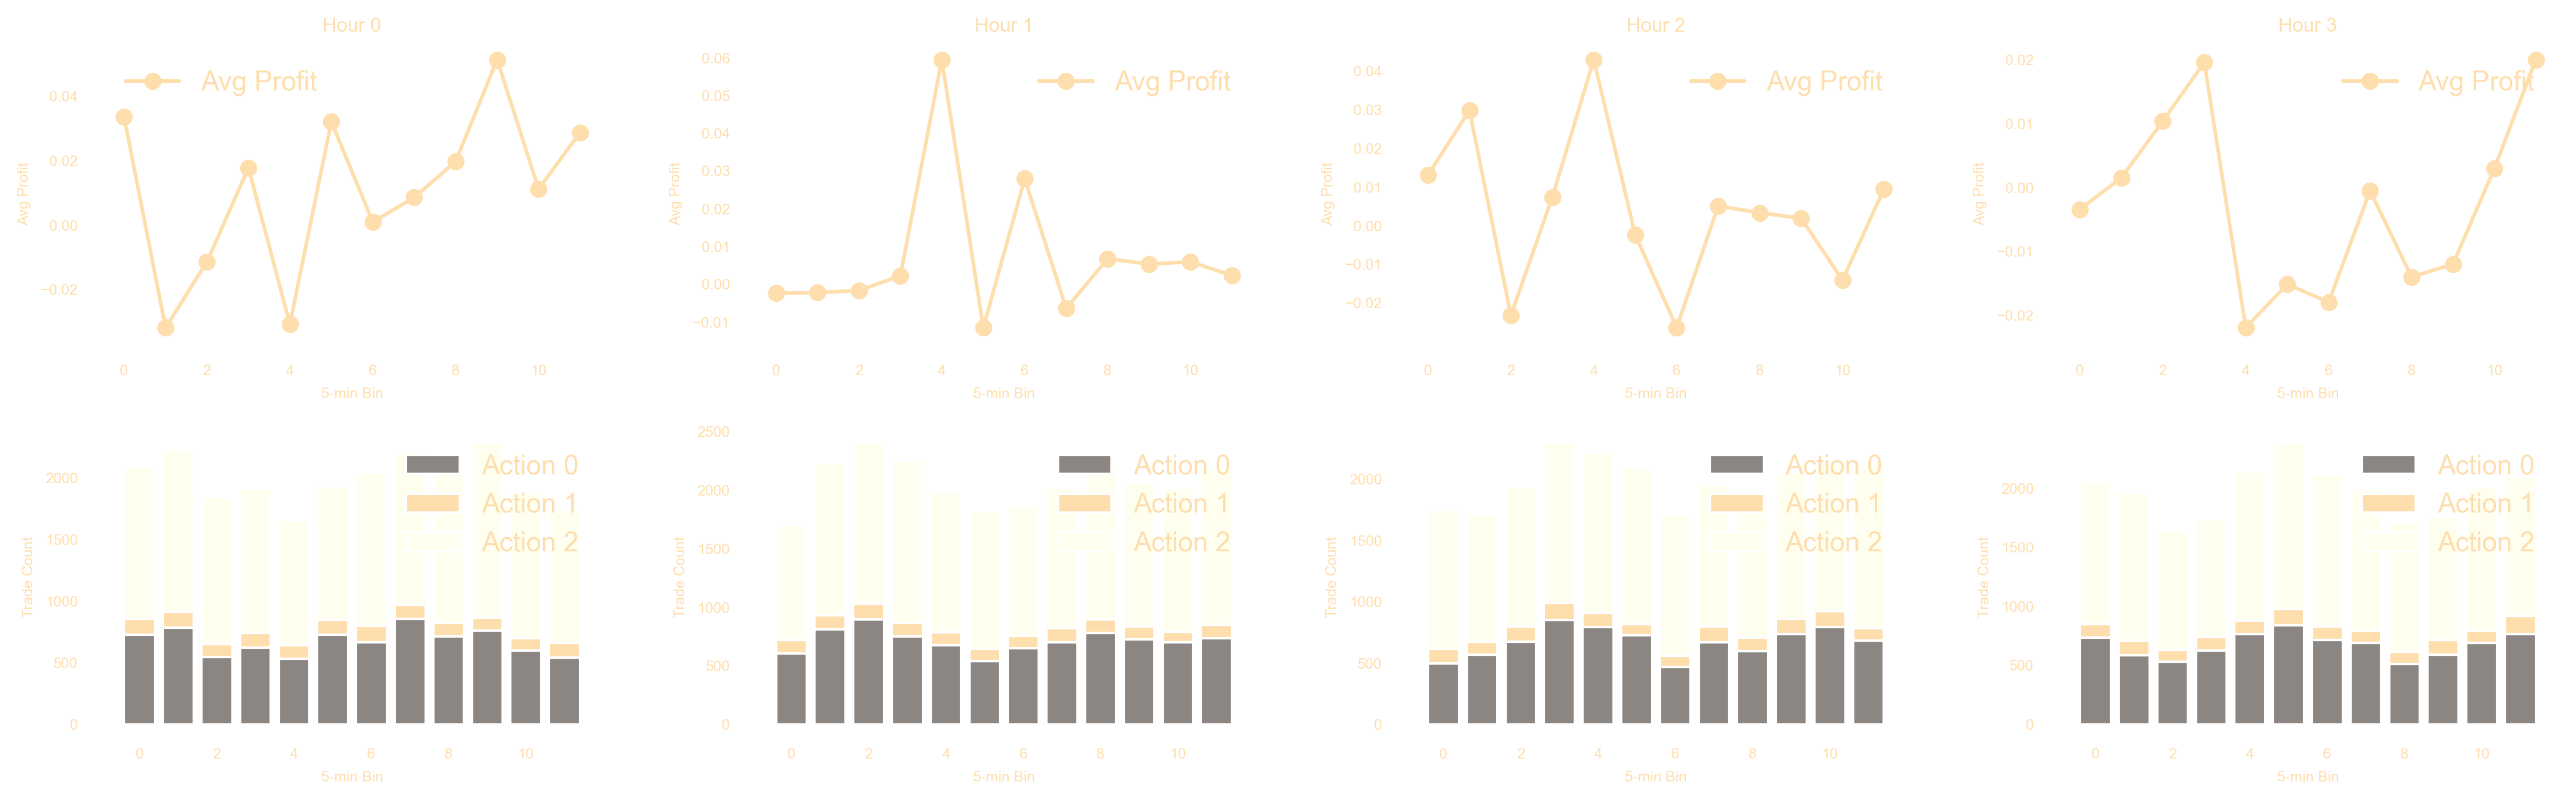 Hour 0
Avg Profit
Avg Profit
0.04
0.02
0.00
−0.02
0 2 4 6 8 10
5-min Bin
Hour 1
Avg Profit
Avg Profit
0.06
0.05
0.04
0.03
0.02
0.01
0.00
−0.01
0 2 4 6 8 10
5-min Bin
Hour 2
Avg Profit
Avg Profit
0.04
0.03
0.02
0.01
0.00
−0.01
−0.02
0 2 4 6 8 10
5-min Bin
Hour 3
Avg Profit
Avg Profit
0.02
0.01
0.00
−0.01
−0.02
0 2 4 6 8 10
5-min Bin
Action 0
Action 1
Action 2
Trade Count
2000
1500
1000
500
0
0 2 4 6 8 10
5-min Bin
Action 0
Action 1
Action 2
Trade Count
2500
2000
1500
1000
500
0
0 2 4 6 8 10
5-min Bin
Action 0
Action 1
Action 2
Trade Count
2000
1500
1000
500
0
0 2 4 6 8 10
5-min Bin
Action 0
Action 1
Action 2
Trade Count
2000
1500
1000
500
0
0 2 4 6 8 10
5-min Bin